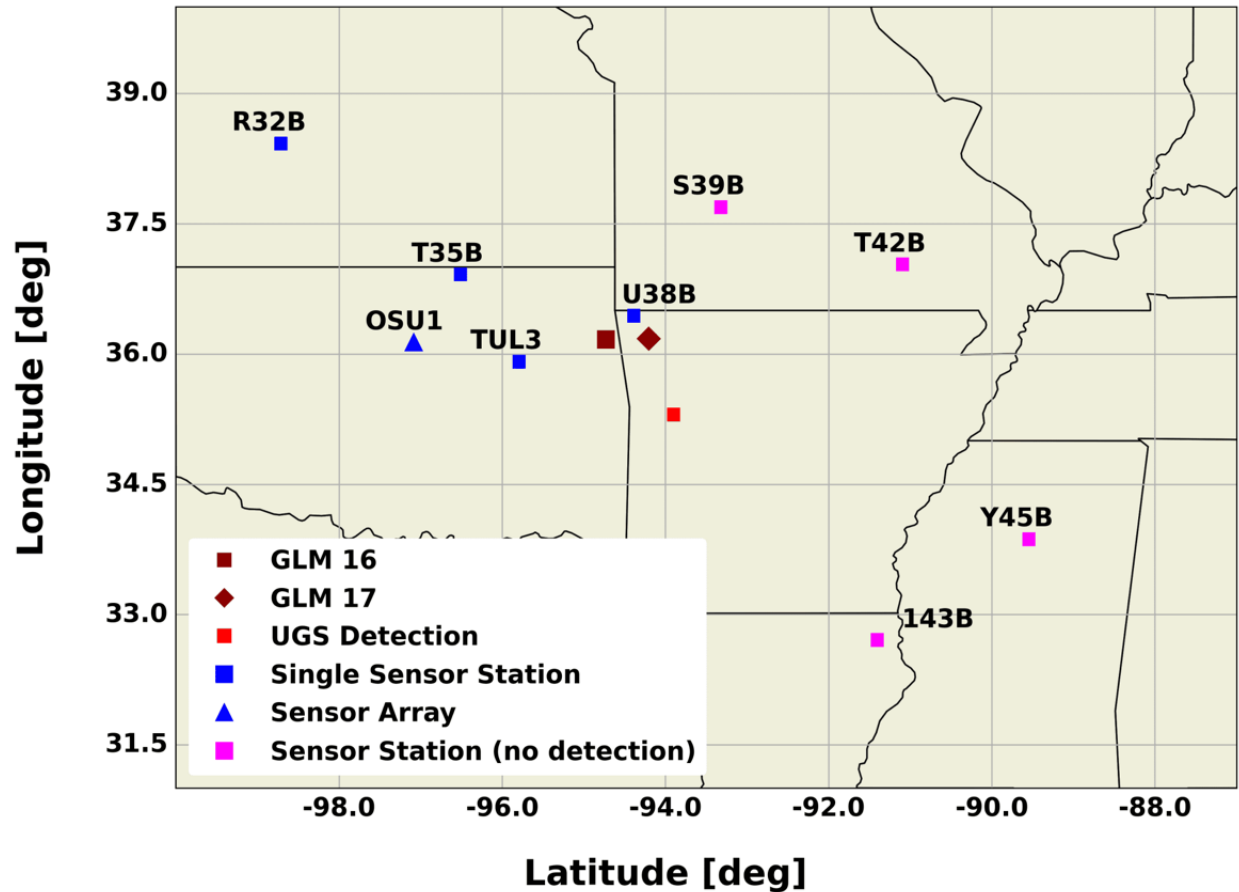 39.0
37.5
36.0
34.5
33.0
31.5
Longitude [deg]
R32B
S39B
T42B
T35B
U38B
OSU1
TUL3
Y45B
143B
GLM 16
GLM 17
UGS Detection
Single Sensor Station
Sensor Array
Sensor Station (no detection)
-98.0 -96.0 -94.0 -92.0 -90.0 -88.0
Latitude [deg]